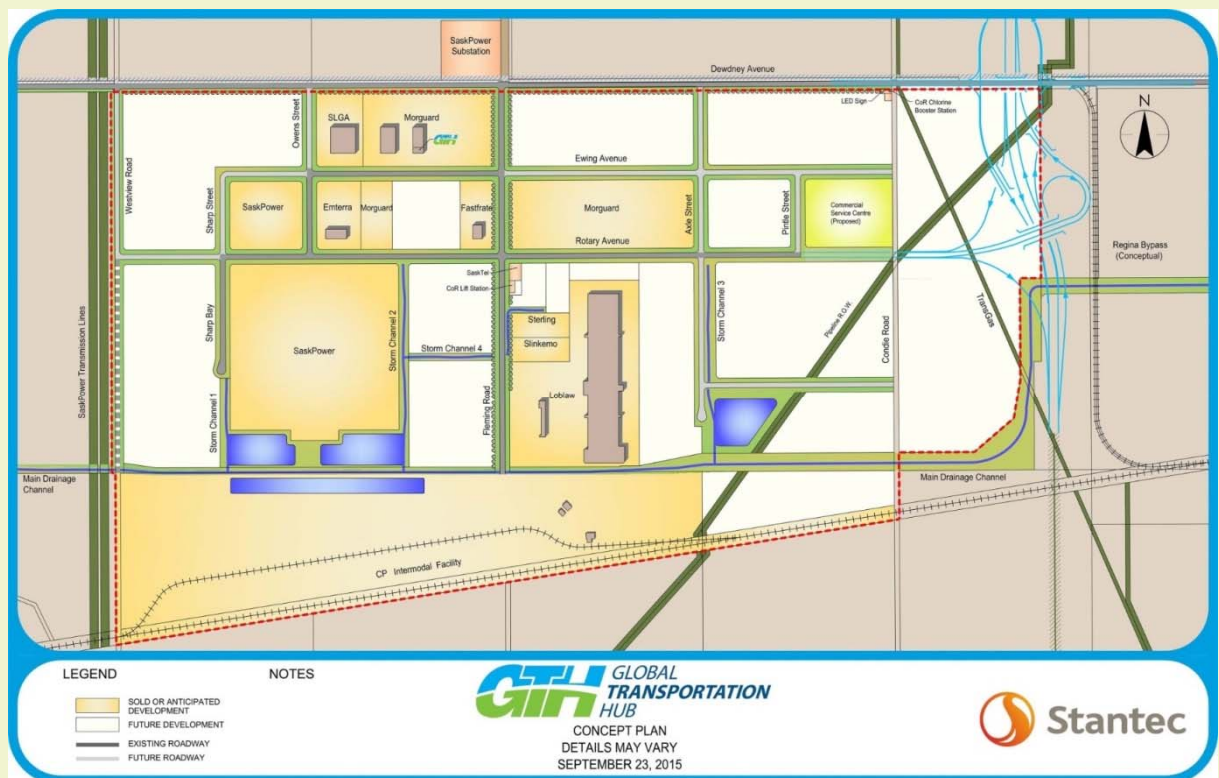 SaskPower
Substation
Dewdney Avenue
LED Sign
CoR Chlorine
Booster Station
N
Owens Street
SLGA
Morguard
GTH
Ewing Avenue
Westview Road
Sharp Street
SaskPower
Emterra
Morguard
Fastfrate
Morguard
Axle Street
Pintle Street
Commercial
Service Centre
(Proposed)
Rotary Avenue
Regina Bypass
(Conceptual)
SaskTel
CoR Lift Station
SaskPower Transmission Lines
Sharp Bay
SaskPower
Storm Channel 2
Storm Channel 4
Sterling
Slinkemo
Storm Channel 3
Pipeline R.O.W.
Condie Road
TransGas
Storm Channel 1
Fleming Road
Loblaw
Main Drainage
Channel
Main Drainage Channel
CP Intermodal Facility
LEGEND
SOLD OR ANTICIPATED
DEVELOPMENT
FUTURE DEVELOPMENT
EXISTING ROADWAY
FUTURE ROADWAY
NOTES
GTH GLOBAL
TRANSPORTATION
HUB
CONCEPT PLAN
DETAILS MAY VARY
SEPTEMBER 23, 2015
Stantec